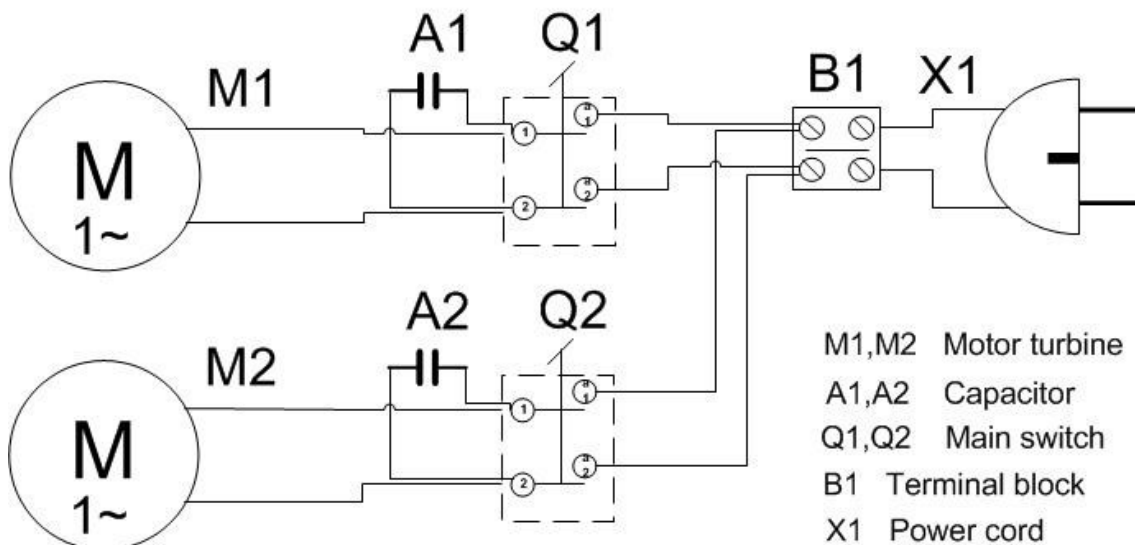 A1
Q1
M1
B1
X1
M
1~
1
2
a
1
a
2
A2
Q2
M2
M
1~
1
2
a
1
a
2
M1,M2 Motor turbine
A1,A2 Capacitor
Q1,Q2 Main switch
B1 Terminal block
X1 Power cord